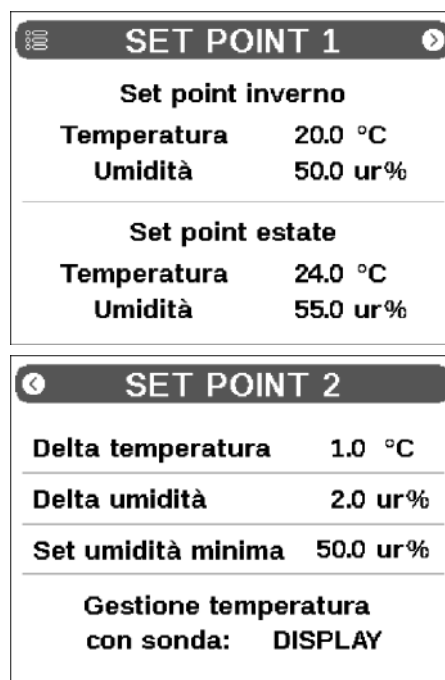 SET POINT 1
Set point inverno
Temperatura 20.0 °C
Umidità 50.0 ur%
Set point estate
Temperatura 24.0 °C
Umidità 55.0 ur%
SET POINT 2
Delta temperatura 1.0 °C
Delta umidità 2.0 ur%
Set umidità minima 50.0 ur%
Gestione temperatura
con sonda: DISPLAY